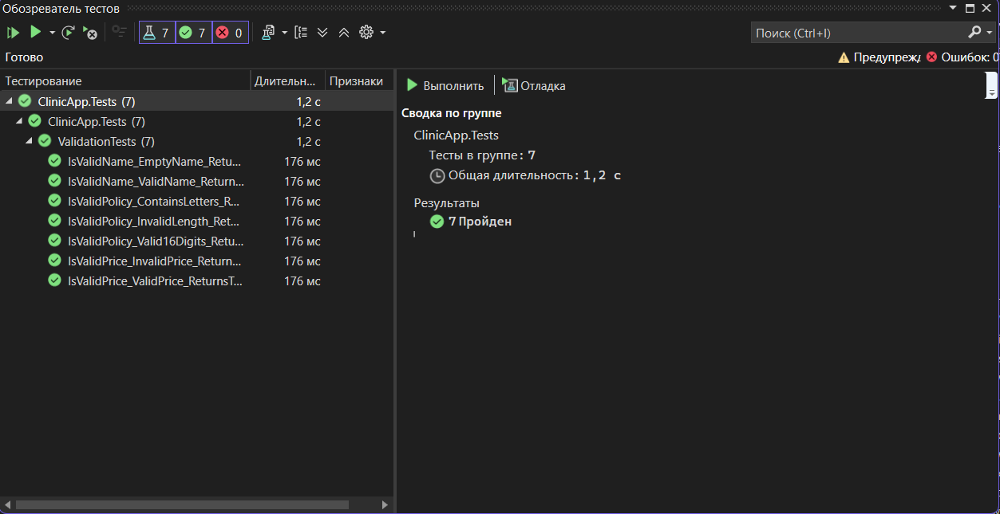 Обозреватель тестов
7 7 0
Поиск (Ctrl+I)
Готово
Предупрежд Ошибок: 0
Тестирование Длительн... Признаки
ClinicApp.Tests (7) 1,2 с
ClinicApp.Tests (7) 1,2 с
ValidationTests (7) 1,2 с
IsValidName_EmptyName_Retu... 176 мс
IsValidName_ValidName_Return... 176 мс
IsValidPolicy_ContainsLetters_R... 176 мс
IsValidPolicy_InvalidLength_Ret... 176 мс
IsValidPolicy_Valid16Digits_Retu... 176 мс
IsValidPrice_InvalidPrice_Return... 176 мс
IsValidPrice_ValidPrice_ReturnsT... 176 мс
Выполнить Отладка
Сводка по группе
ClinicApp.Tests
Тесты в группе: 7
Общая длительность: 1,2 с
Результаты
7 Пройден